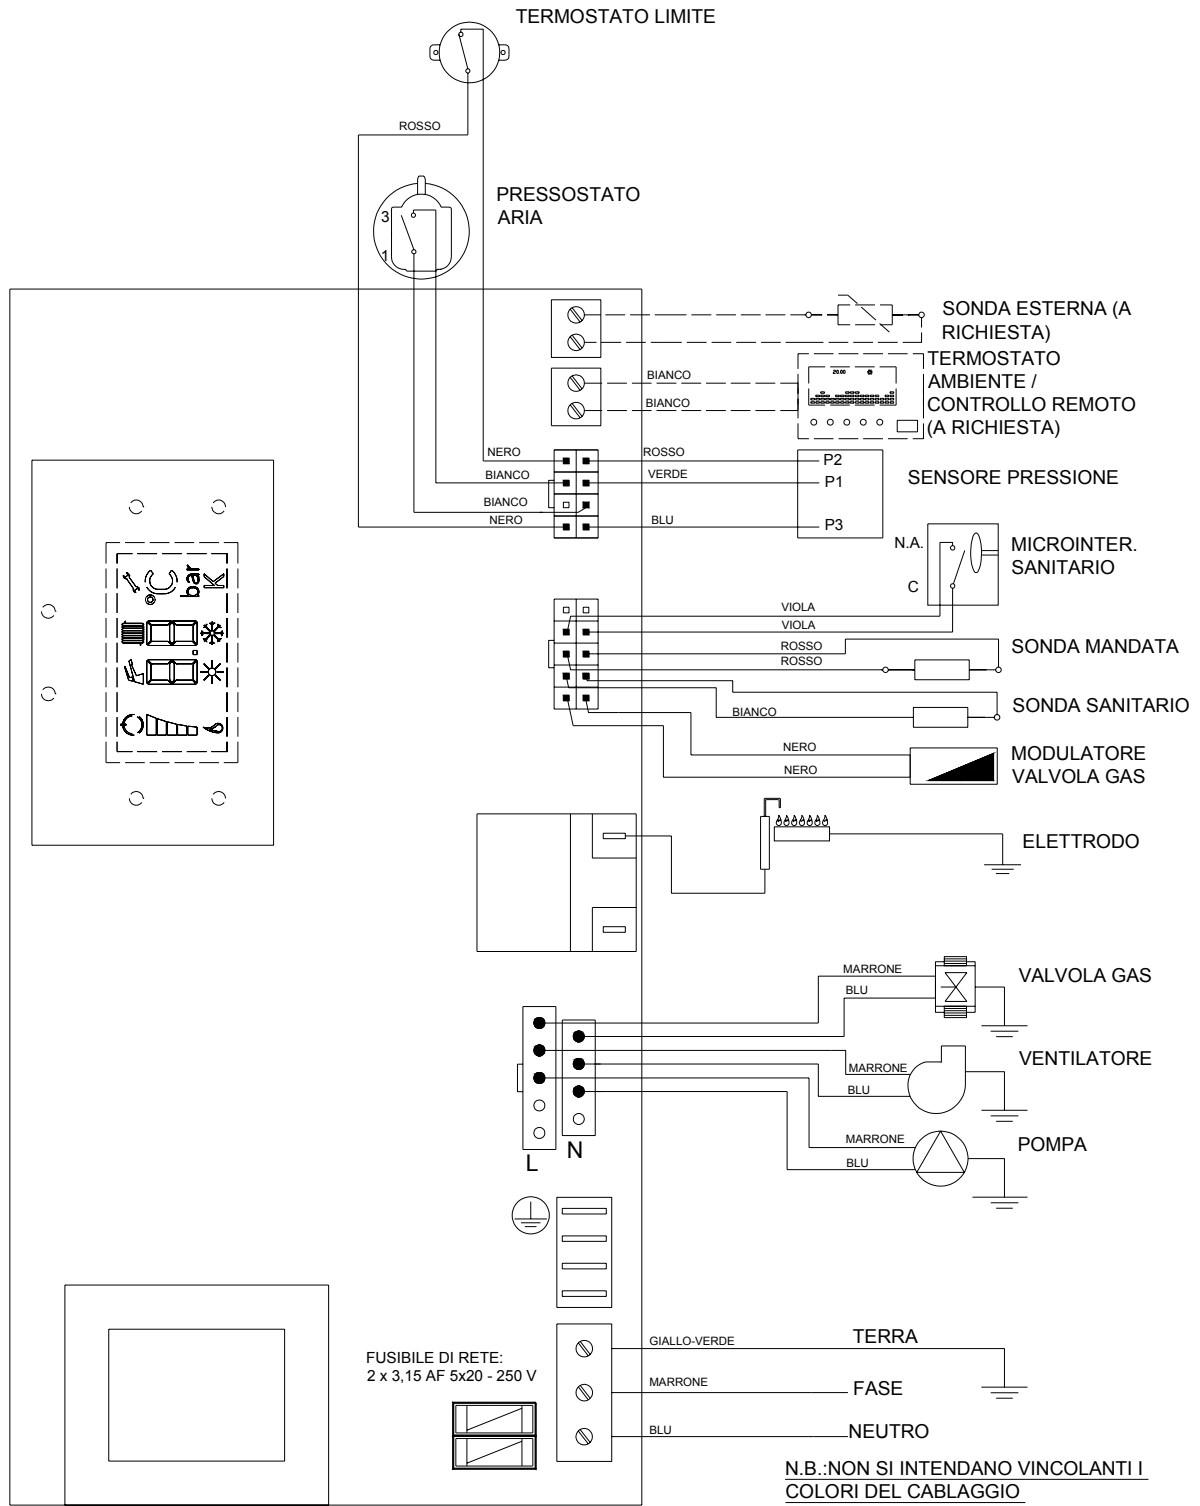 TERMOSTATO LIMITE
ROSSO
PRESSOSTATO
ARIA
3
1
SONDA ESTERNA (A
RICHIESTA)
TERMOSTATO
AMBIENTE /
CONTROLLO REMOTO
(A RICHIESTA)
20.00
BIANCO
BIANCO
NERO
ROSSO
P2
BIANCO
VERDE
P1
SENSORE PRESSIONE
BIANCO
NERO
BLU
P3
N.A.
C
MICROINTER.
SANITARIO
°C
bar
K
VIOLA
VIOLA
ROSSO
ROSSO
SONDA MANDATA
BIANCO
SONDA SANITARIO
NERO
NERO
MODULATORE
VALVOLA GAS
ELETTRODO
MARRONE
BLU
VALVOLA GAS
MARRONE
BLU
VENTILATORE
MARRONE
BLU
POMPA
L
N
GIALLO-VERDE
TERRA
FUSIBILE DI RETE:
2 x 3,15 AF 5x20 - 250 V
MARRONE
FASE
BLU
NEUTRO
N.B.:NON SI INTENDANO VINCOLANTI I
COLORI DEL CABLAGGIO